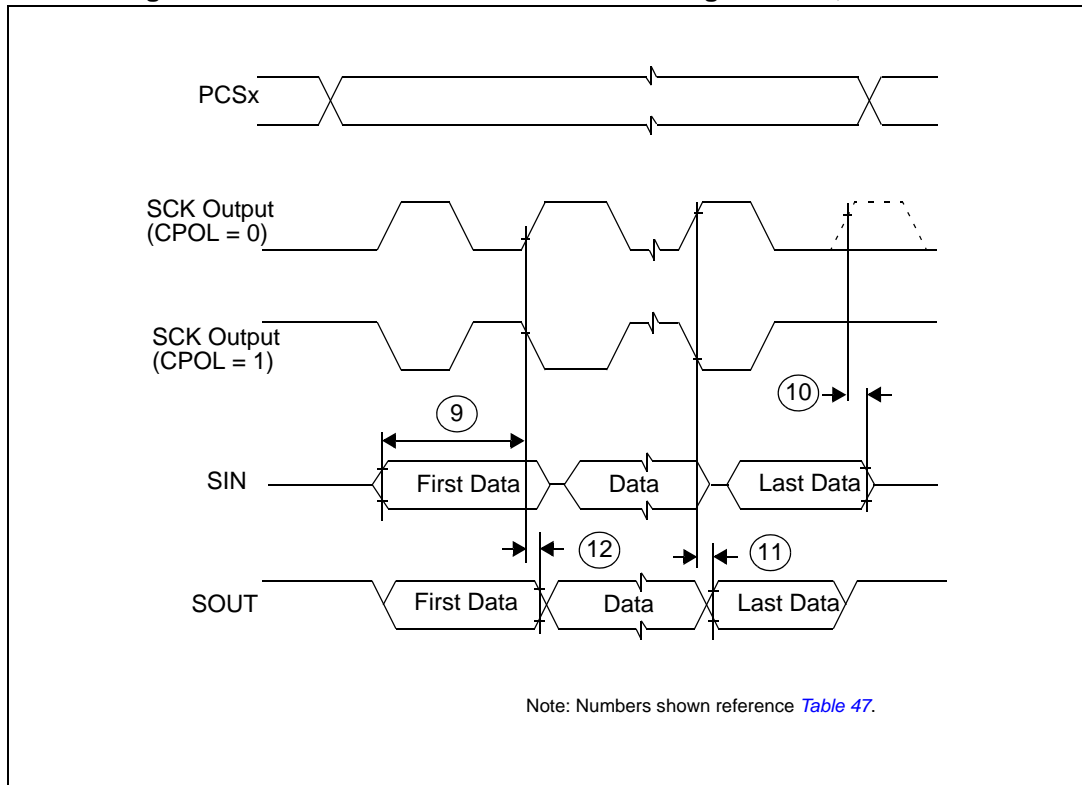 PCSx
SCK Output
(CPOL = 0)
SCK Output
(CPOL = 1)
10
9
SIN
First Data
Data
Last Data
12
11
SOUT
First Data
Data
Last Data
Note: Numbers shown reference Table 47.